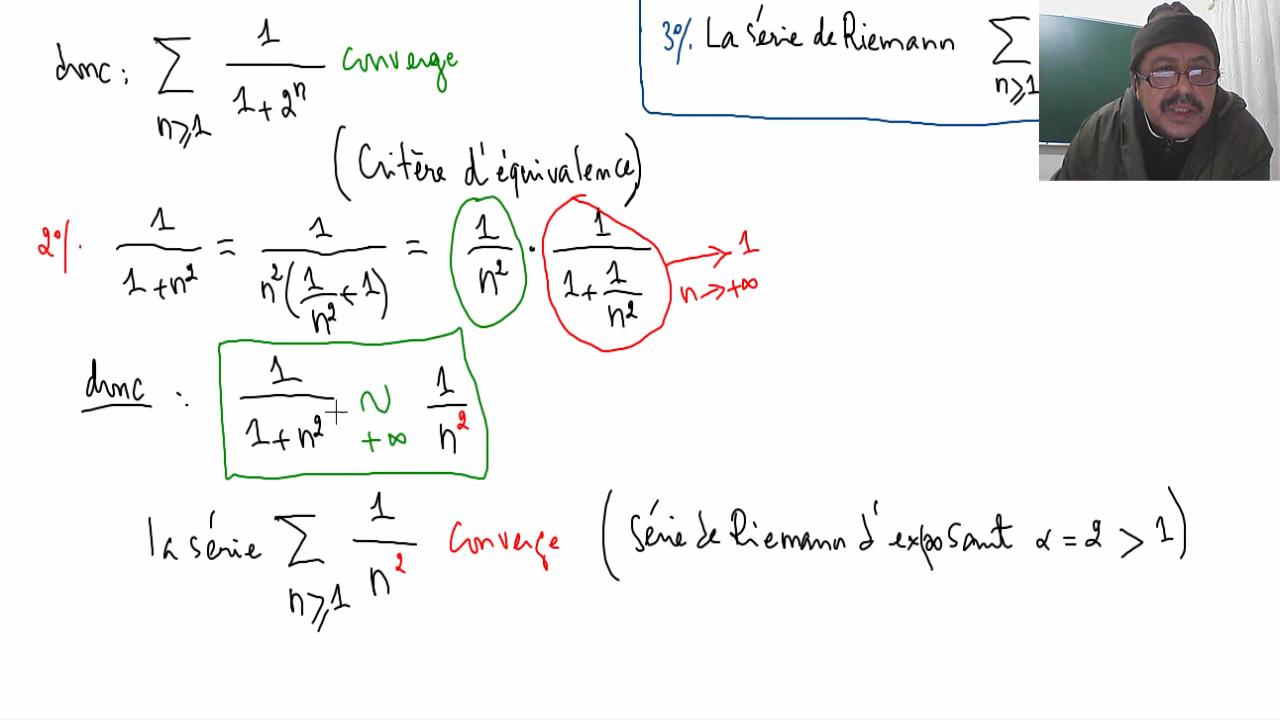 donc : ∑_{n≥1} 1/(1+2^n) converge
3%. La série de Riemann ∑_{n≥1}
(Critère d'équivalence)
2%. 1/(1+n²) = 1/(n²(1/n²+1)) = 1/n² · 1/(1+1/n²) → 1
n→+∞
donc : 1/(1+n²) ~_{+∞} 1/n²
la série ∑_{n≥1} 1/n² converge (série de Riemann d'exposant α = 2 > 1)